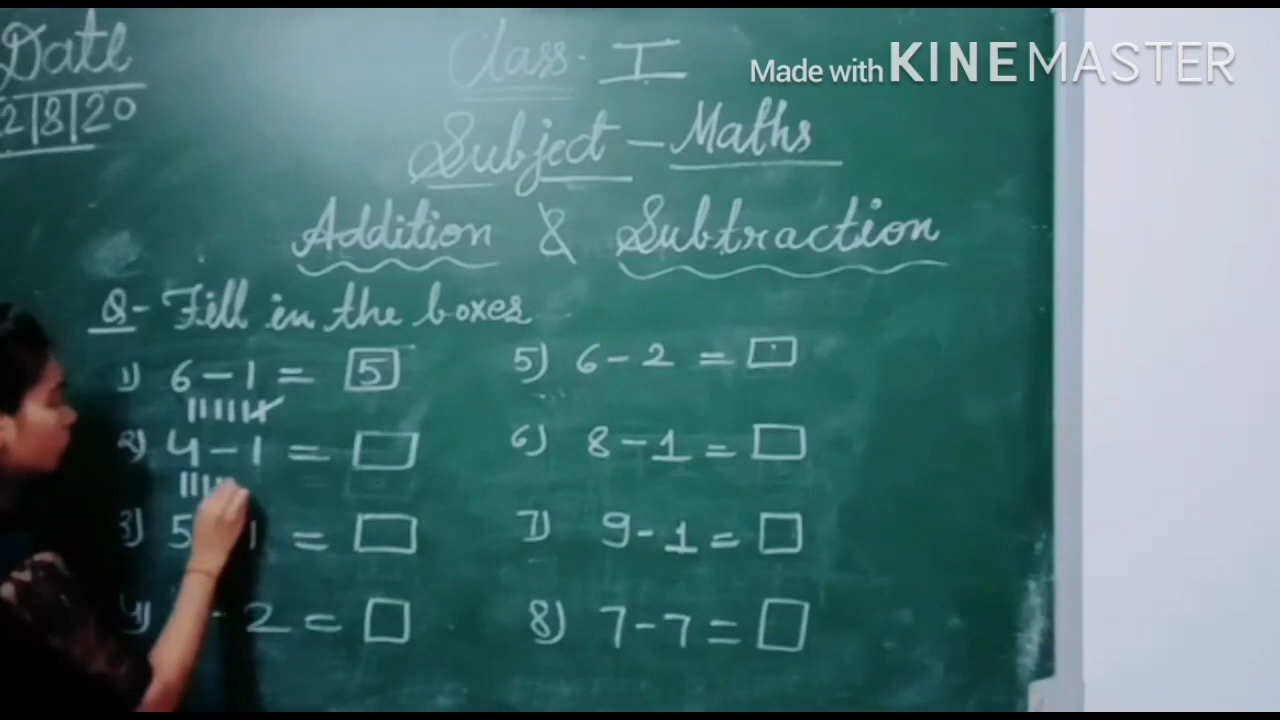 Made with KINEMASTER
Date
2|8|20
Class. I
Subject - Maths
Addition & Subtraction
Q- Fill in the boxes
1) 6 - 1 = 5
2) 4 - 1 =
3) 5 1 =
4) - 2 =
5) 6 - 2 =
6) 8 - 1 =
7) 9 - 1 =
8) 7 - 7 =